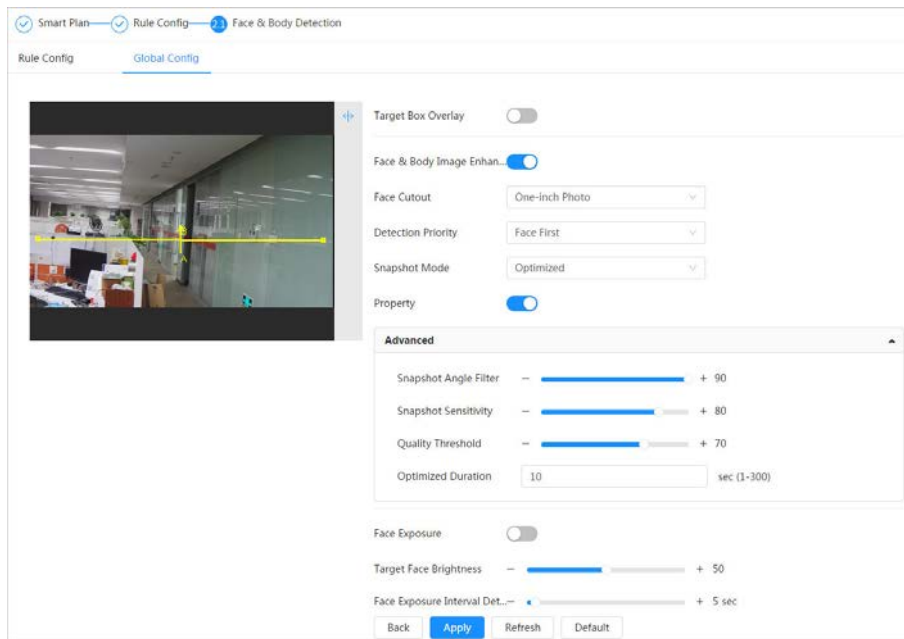 Smart Plan Rule Config 2.1 Face & Body Detection
Rule Config Global Config
Target Box Overlay
Face & Body Image Enhan...
Face Cutout One-inch Photo
Detection Priority Face First
Snapshot Mode Optimized
Property
Advanced
Snapshot Angle Filter − + 90
Snapshot Sensitivity − + 80
Quality Threshold − + 70
Optimized Duration 10 sec (1-300)
Face Exposure
Target Face Brightness − + 50
Face Exposure Interval Det... − + 5 sec
Back Apply Refresh Default